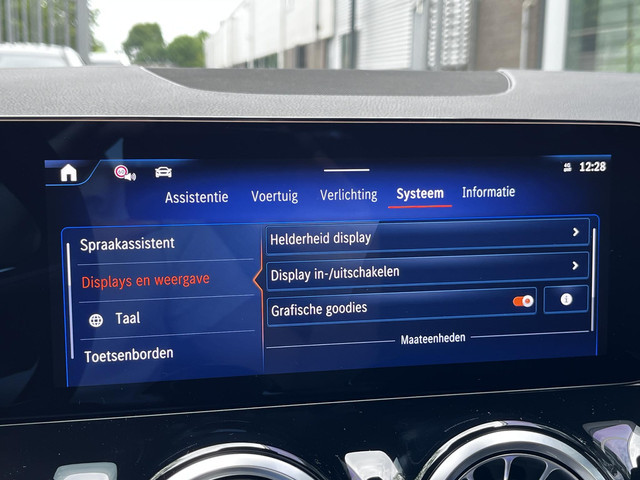 12:28
Assistentie Voertuig Verlichting Systeem Informatie
Spraakassistent
Displays en weergave
Taal
Toetsenborden
Helderheid display
Display in-/uitschakelen
Grafische goodies
Maateenheden